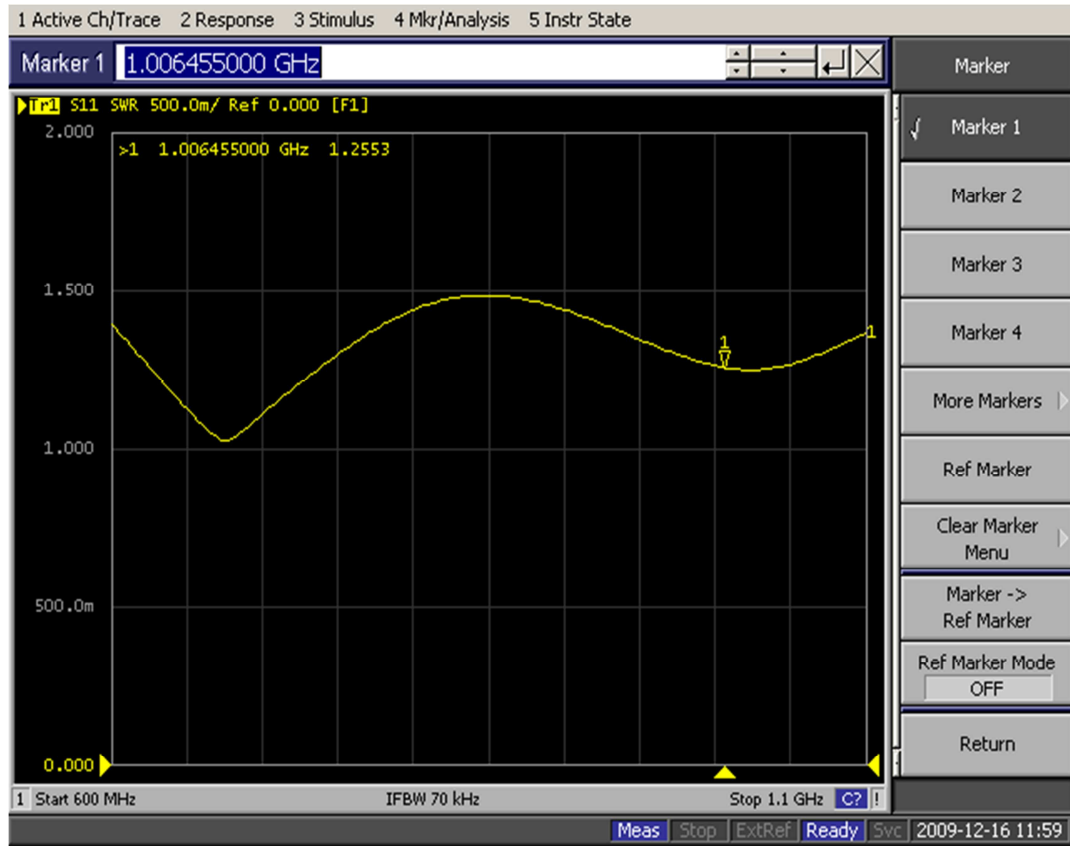 1 Active Ch/Trace 2 Response 3 Stimulus 4 Mkr/Analysis 5 Instr State
Marker 1 1.006455000 GHz
Marker
Tr1 S11 SWR 500.0m/ Ref 0.000 [F1]
2.000
>1 1.006455000 GHz 1.2553
Marker 1
Marker 2
Marker 3
1.500
Marker 4
1
1
More Markers
1.000
Ref Marker
Clear Marker
Menu
500.0m
Marker ->
Ref Marker
Ref Marker Mode
OFF
Return
0.000
1 Start 600 MHz IFBW 70 kHz Stop 1.1 GHz C? !
Meas Stop ExtRef Ready Svc 2009-12-16 11:59